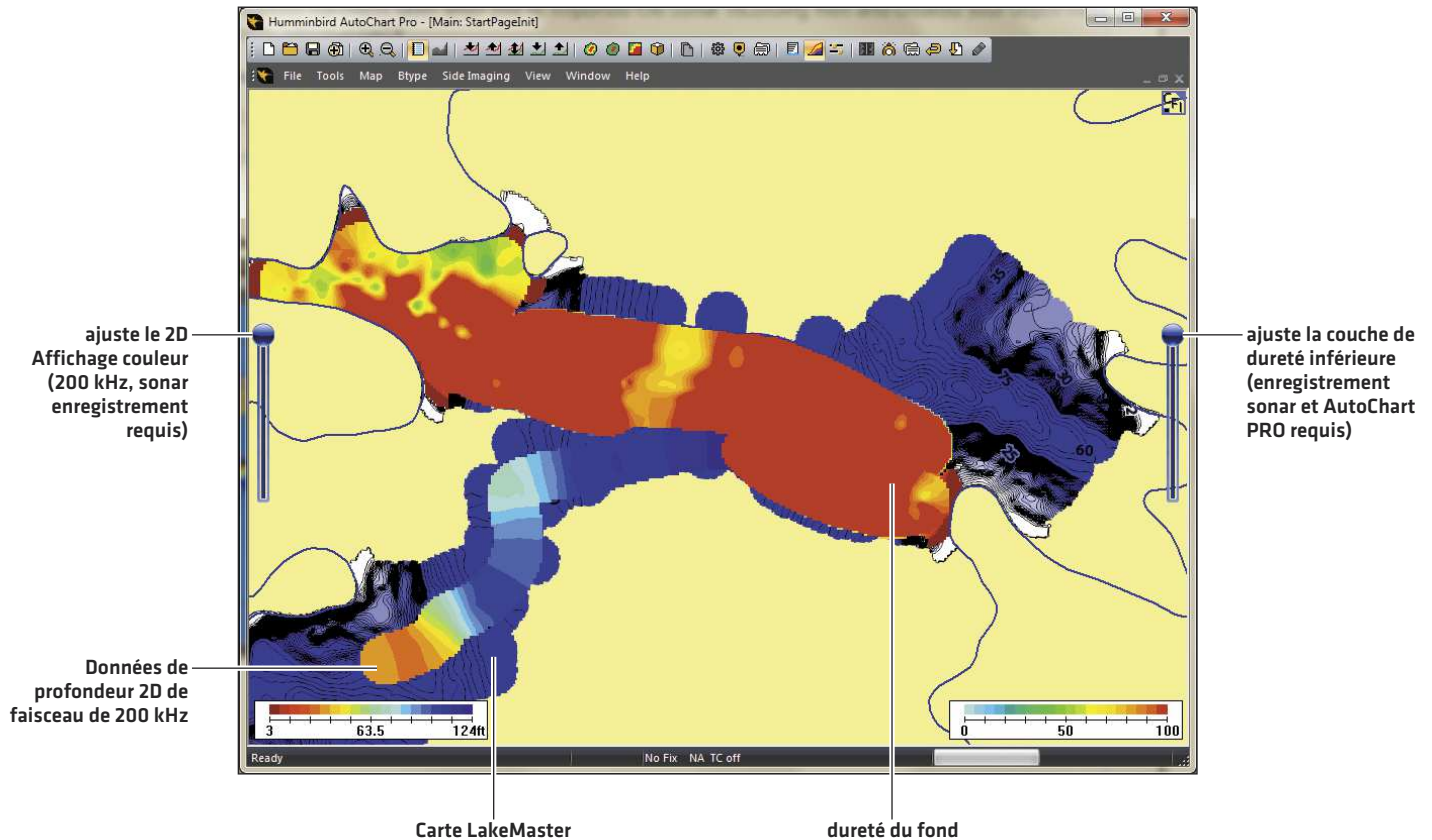 Humminbird AutoChart Pro - [Main: StartPageInit]
File Tools Map Btype Side Imaging View Window Help
ajuste le 2D
Affichage couleur
(200 kHz, sonar
enregistrement
requis)
ajuste la couche de
dureté inférieure
(enregistrement
sonar et AutoChart
PRO requis)
35
75
30
60
Données de
profondeur 2D de
faisceau de 200 kHz
3 63.5 124ft
0 50 100
Ready No Fix NA TC off
Carte LakeMaster
dureté du fond